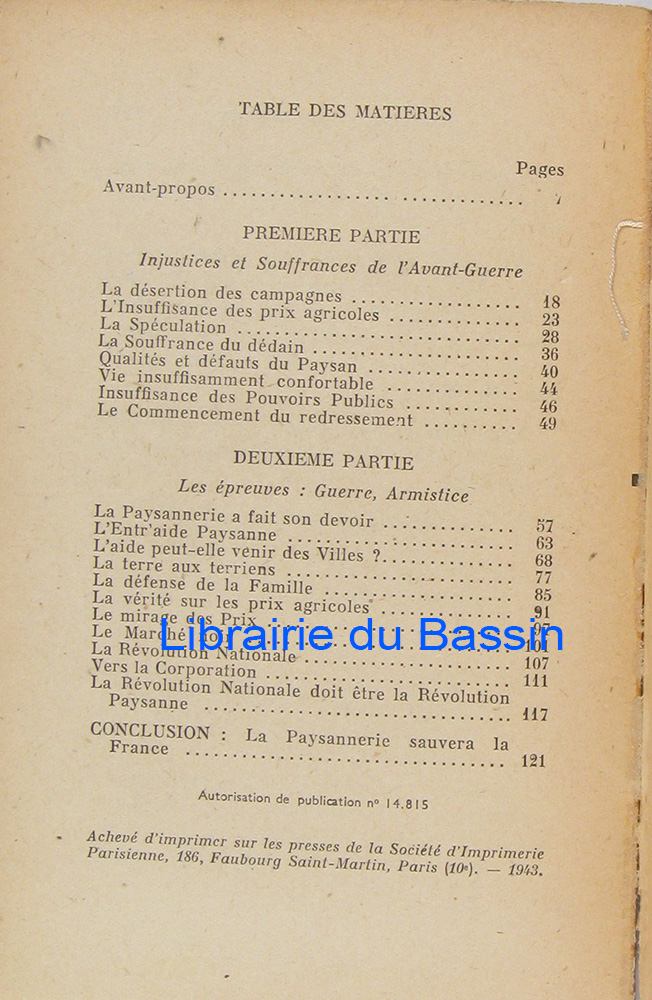 TABLE DES MATIERES
Pages
Avant-propos .................. ............. 7
PREMIERE PARTIE
Injustices et Souffrances de l'Avant-Guerre
La désertion des campagnes .................. 18
L'Insuffisance des prix agricoles .............. 23
La Spéculation .............................. 28
La Souffrance du dédain ...................... 36
Qualités et défauts du Paysan ................ 40
Vie insuffisamment confortable .............. 44
Insuffisance des Pouvoirs Publics ............ 46
Le Commencement du redressement .......... 49
DEUXIEME PARTIE
Les épreuves : Guerre, Armistice
La Paysannerie a fait son devoir .............. 57
L'Entr'aide Paysanne ........................ 63
L'aide peut-elle venir des Villes ?.............. 68
La terre aux terriens ........................ 77
La défense de la Famille .................... 85
La vérité sur les prix agricoles .............. 91
Le mirage des Prix .......................... 97
Le Marché noir
Librairie du Bassin
La Révolution Nationale ...................... 107
Vers la Corporation .......................... 111
La Révolution Nationale doit être la Révolution
Paysanne .................................. 117
CONCLUSION : La Paysannerie sauvera la
France .................................... 121
Autorisation de publication nº 14.815
Achevé d'imprimer sur les presses de la Société d'Imprimerie
Parisienne, 186, Faubourg Saint-Martin, Paris (10e). — 1943.